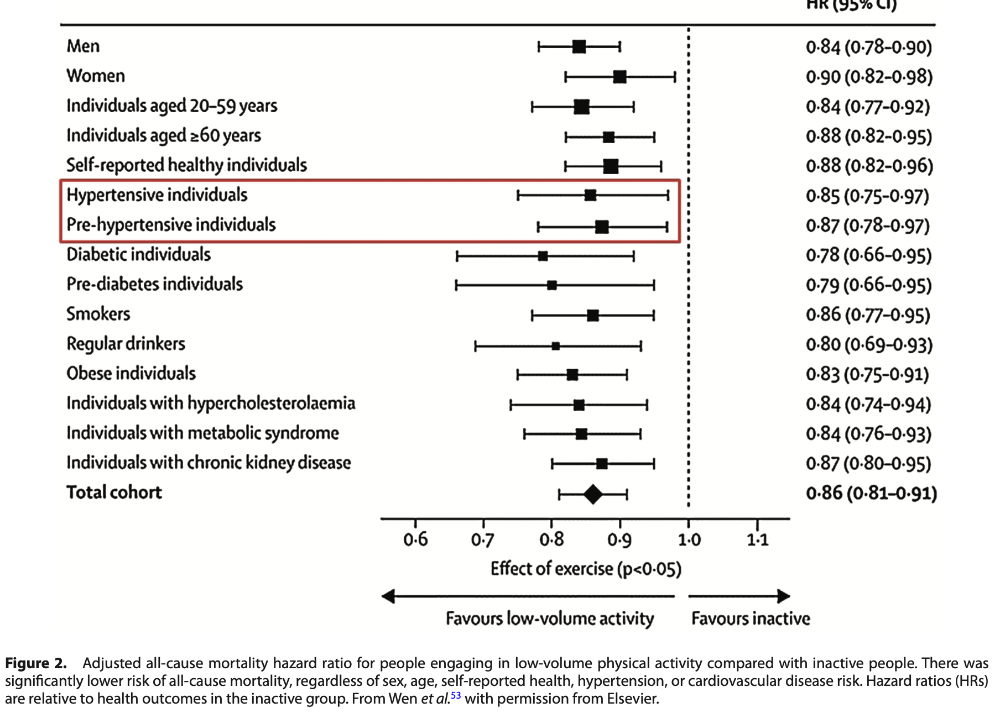 HR (95% CI)
Men 0·84 (0·78–0·90)
Women 0·90 (0·82–0·98)
Individuals aged 20–59 years 0·84 (0·77–0·92)
Individuals aged ≥60 years 0·88 (0·82–0·95)
Self-reported healthy individuals 0·88 (0·82–0·96)
Hypertensive individuals 0·85 (0·75–0·97)
Pre-hypertensive individuals 0·87 (0·78–0·97)
Diabetic individuals 0·78 (0·66–0·95)
Pre-diabetes individuals 0·79 (0·66–0·95)
Smokers 0·86 (0·77–0·95)
Regular drinkers 0·80 (0·69–0·93)
Obese individuals 0·83 (0·75–0·91)
Individuals with hypercholesterolaemia 0·84 (0·74–0·94)
Individuals with metabolic syndrome 0·84 (0·76–0·93)
Individuals with chronic kidney disease 0·87 (0·80–0·95)
Total cohort 0·86 (0·81–0·91)
0·6 0·7 0·8 0·9 1·0 1·1
Effect of exercise (p<0·05)
Favours low-volume activity Favours inactive
Figure 2. Adjusted all-cause mortality hazard ratio for people engaging in low-volume physical activity compared with inactive people. There was
significantly lower risk of all-cause mortality, regardless of sex, age, self-reported health, hypertension, or cardiovascular disease risk. Hazard ratios (HRs)
are relative to health outcomes in the inactive group. From Wen et al.53 with permission from Elsevier.